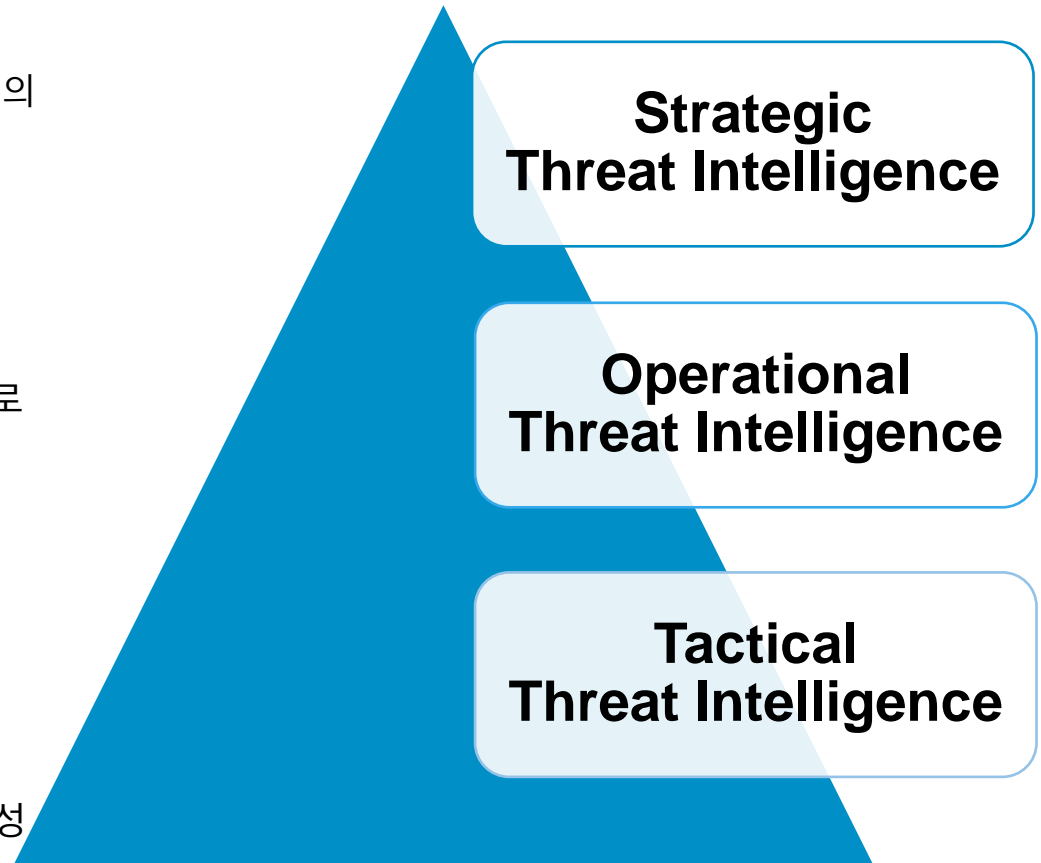 의
Strategic
Threat Intelligence
로
Operational
Threat Intelligence
Tactical
Threat Intelligence
성